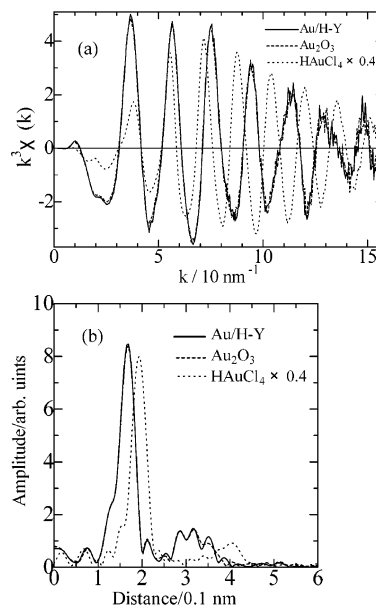 (a)
Au/H-Y
Au₂O₃
HAuCl₄ × 0.4
4
2
0
-2
k³χ (k)
0 5 10 15
k / 10 nm⁻¹
(b)
Au/H-Y
Au₂O₃
HAuCl₄ × 0.4
10
8
6
4
2
0
Amplitude/arb. uints
0 1 2 3 4 5 6
Distance/0.1 nm